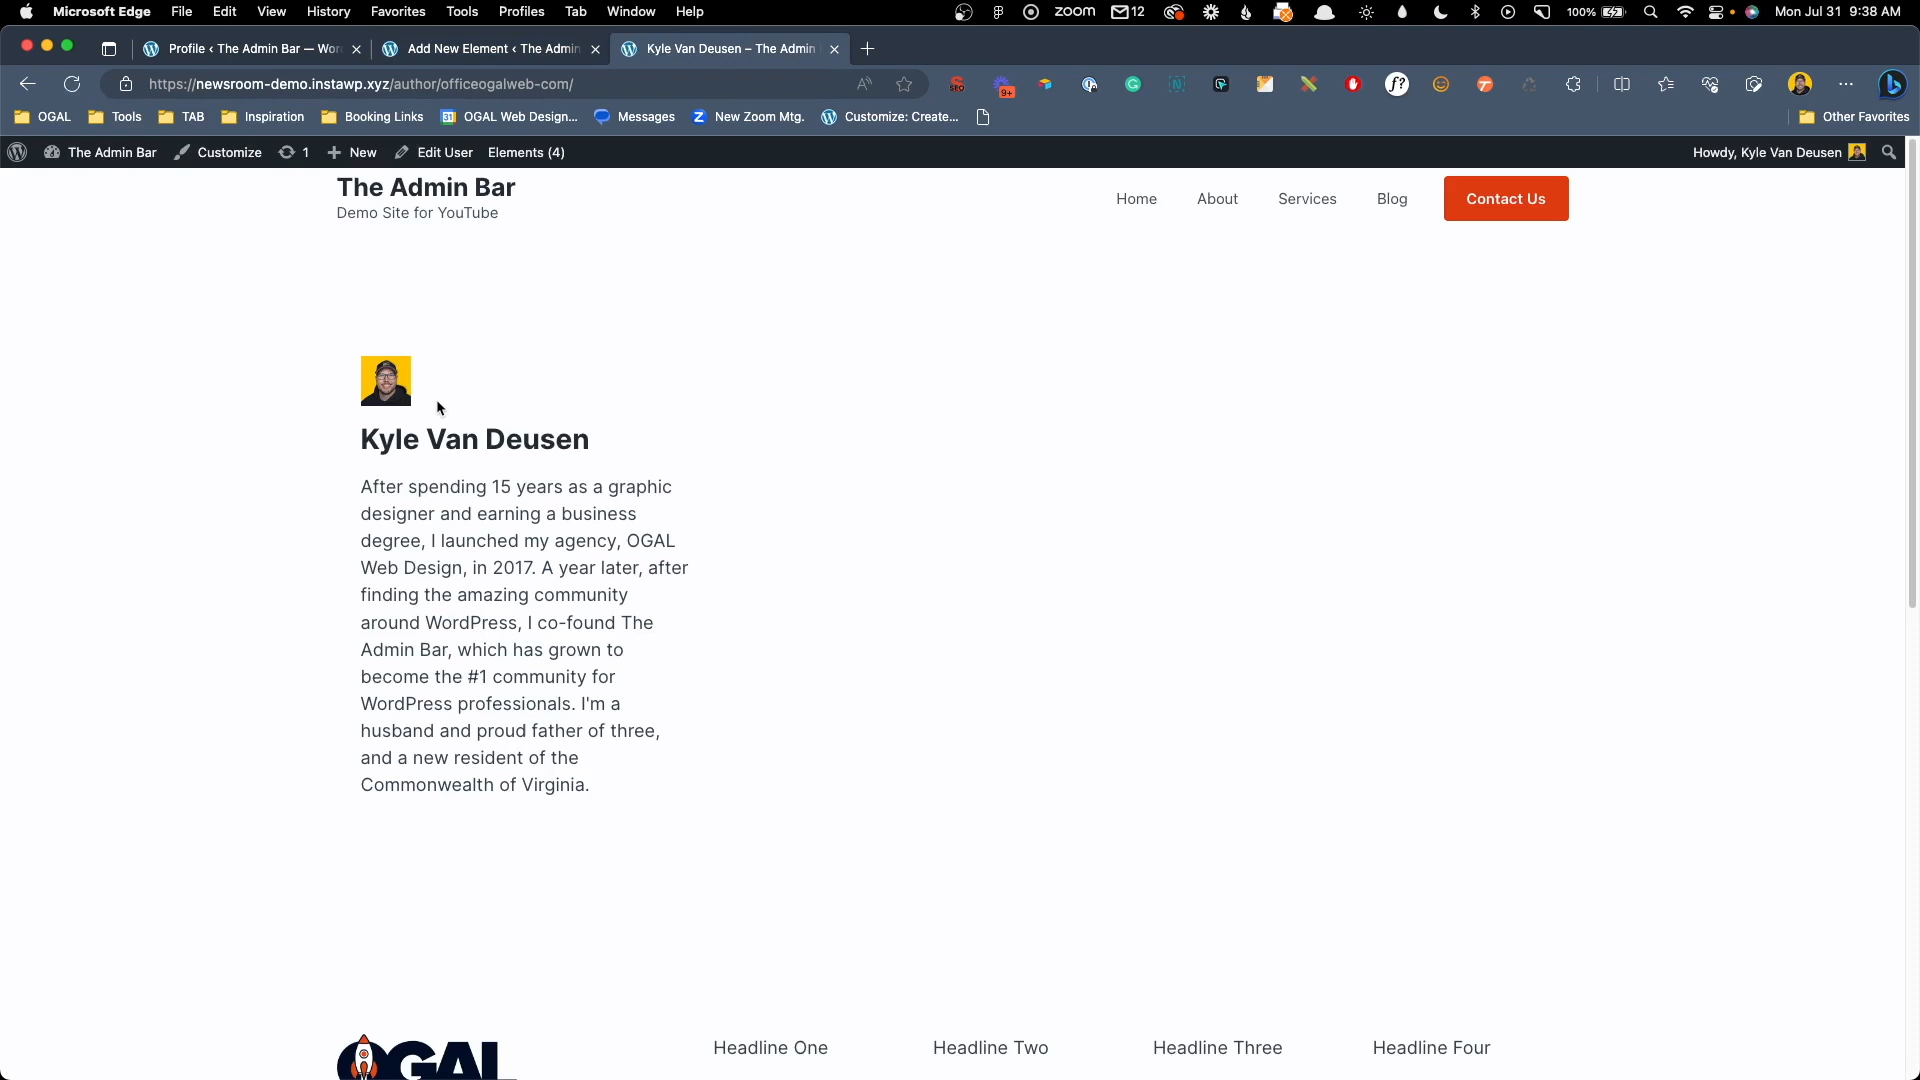 Microsoft Edge File Edit View History Favorites Tools Profiles Tab Window Help zoom 12 100% Mon Jul 31 9:38 AM
Profile ‹ The Admin Bar — Wor Add New Element ‹ The Admin Kyle Van Deusen – The Admin
https://newsroom-demo.instawp.xyz/author/officeogalweb-com/ SEO 9+ f?
OGAL Tools TAB Inspiration Booking Links 31 OGAL Web Design... Messages Z New Zoom Mtg. Customize: Create... Other Favorites
The Admin Bar Customize 1 New Edit User Elements (4) Howdy, Kyle Van Deusen
The Admin Bar
Demo Site for YouTube
Home About Services Blog Contact Us
Kyle Van Deusen
After spending 15 years as a graphic
designer and earning a business
degree, I launched my agency, OGAL
Web Design, in 2017. A year later, after
finding the amazing community
around WordPress, I co-found The
Admin Bar, which has grown to
become the #1 community for
WordPress professionals. I'm a
husband and proud father of three,
and a new resident of the
Commonwealth of Virginia.
OGAL
Headline One Headline Two Headline Three Headline Four